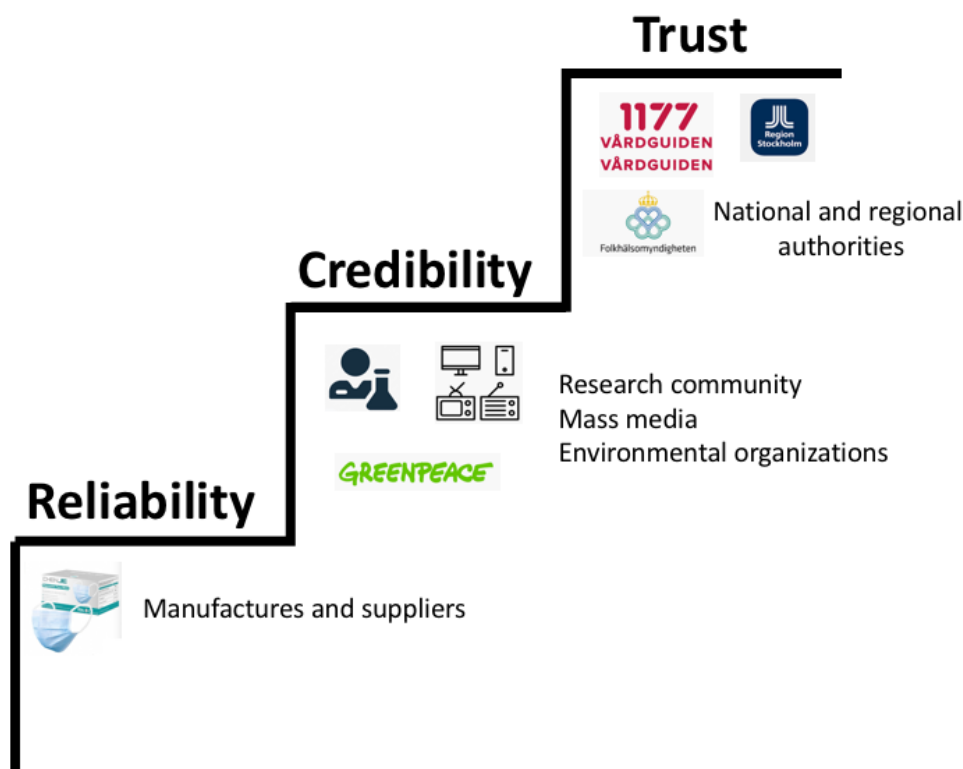 Trust
1177
VÅRDGUIDEN
VÅRDGUIDEN
Region
Stockholm
Folkhälsomyndigheten
National and regional
authorities
Credibility
Research community
Mass media
Environmental organizations
GREENPEACE
Reliability
Manufactures and suppliers